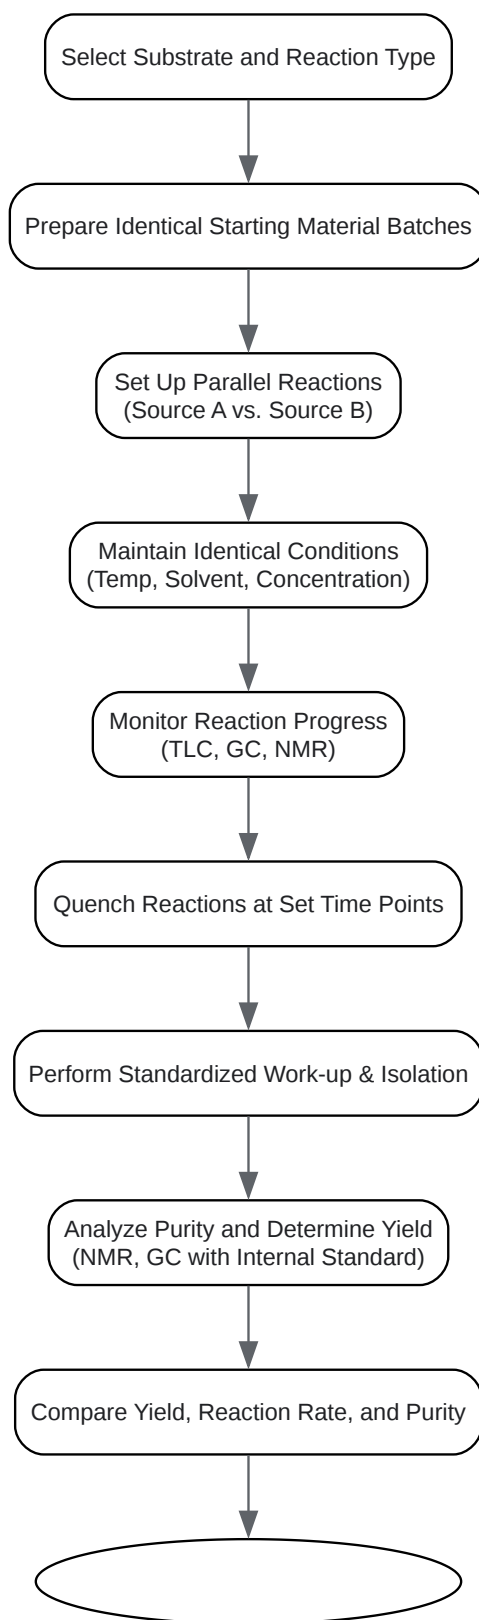 Select Substrate and Reaction Type
Prepare Identical Starting Material Batches
Set Up Parallel Reactions
(Source A vs. Source B)
Maintain Identical Conditions
(Temp, Solvent, Concentration)
Monitor Reaction Progress
(TLC, GC, NMR)
Quench Reactions at Set Time Points
Perform Standardized Work-up & Isolation
Analyze Purity and Determine Yield
(NMR, GC with Internal Standard)
Compare Yield, Reaction Rate, and Purity